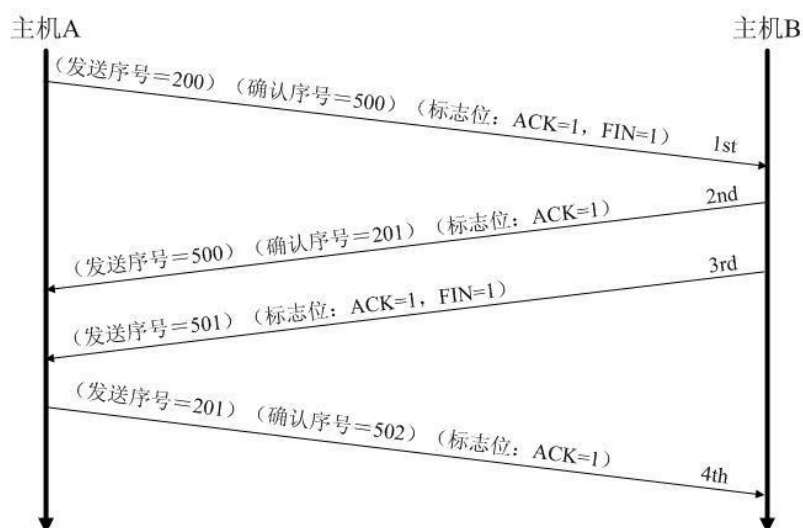 主机A
主机B
（发送序号＝200）（确认序号＝500）（标志位：ACK=1，FIN=1） 1st
2nd
（发送序号＝500）（确认序号＝201）（标志位：ACK=1）
3rd
（发送序号＝501）（标志位：ACK=1，FIN=1）
（发送序号＝201）（确认序号＝502）（标志位：ACK=1） 4th